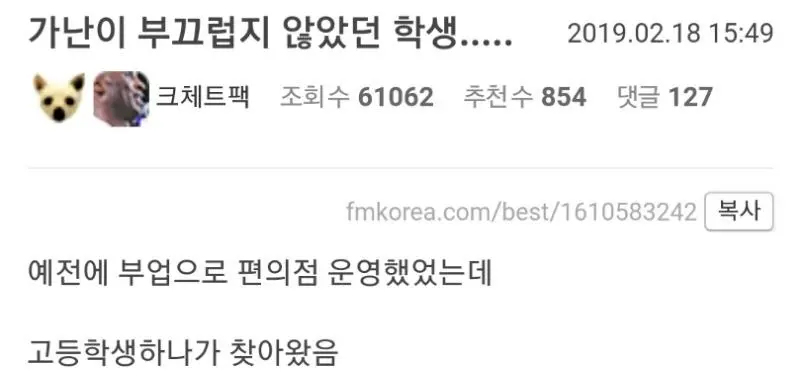 가난이 부끄럽지 않았던 학생.....
2019.02.18 15:49
크체트팩 조회수 61062 추천수 854 댓글 127
fmkorea.com/best/1610583242 복사
예전에 부업으로 편의점 운영했었는데
고등학생하나가 찾아왔음